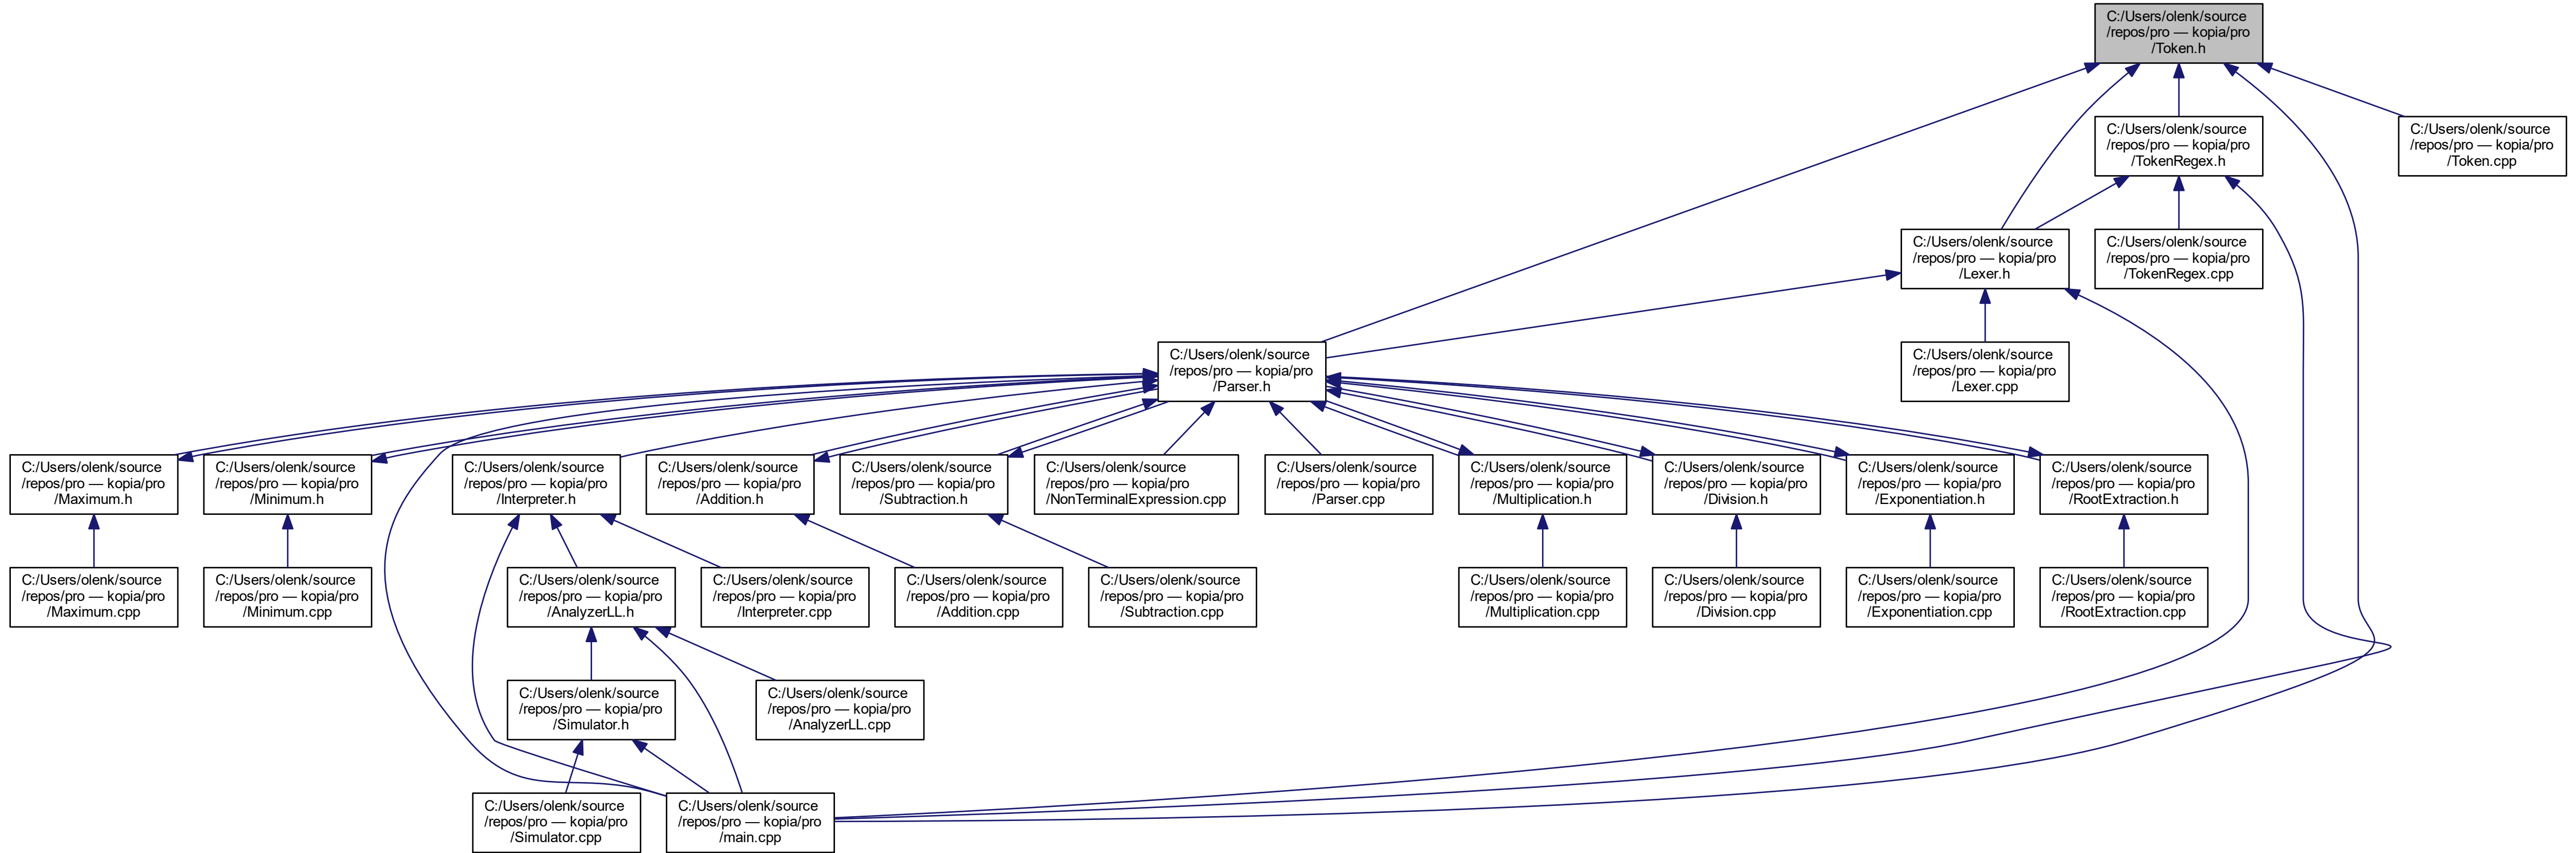 C:/Users/olenk/source
/repos/pro — kopia/pro
/Token.h
C:/Users/olenk/source
/repos/pro — kopia/pro
/TokenRegex.h
C:/Users/olenk/source
/repos/pro — kopia/pro
/Token.cpp
C:/Users/olenk/source
/repos/pro — kopia/pro
/Lexer.h
C:/Users/olenk/source
/repos/pro — kopia/pro
/TokenRegex.cpp
C:/Users/olenk/source
/repos/pro — kopia/pro
/Parser.h
C:/Users/olenk/source
/repos/pro — kopia/pro
/Lexer.cpp
C:/Users/olenk/source
/repos/pro — kopia/pro
/Maximum.h
C:/Users/olenk/source
/repos/pro — kopia/pro
/Minimum.h
C:/Users/olenk/source
/repos/pro — kopia/pro
/Interpreter.h
C:/Users/olenk/source
/repos/pro — kopia/pro
/Addition.h
C:/Users/olenk/source
/repos/pro — kopia/pro
/Subtraction.h
C:/Users/olenk/source
/repos/pro — kopia/pro
/NonTerminalExpression.cpp
C:/Users/olenk/source
/repos/pro — kopia/pro
/Parser.cpp
C:/Users/olenk/source
/repos/pro — kopia/pro
/Multiplication.h
C:/Users/olenk/source
/repos/pro — kopia/pro
/Division.h
C:/Users/olenk/source
/repos/pro — kopia/pro
/Exponentiation.h
C:/Users/olenk/source
/repos/pro — kopia/pro
/RootExtraction.h
C:/Users/olenk/source
/repos/pro — kopia/pro
/Maximum.cpp
C:/Users/olenk/source
/repos/pro — kopia/pro
/Minimum.cpp
C:/Users/olenk/source
/repos/pro — kopia/pro
/AnalyzerLL.h
C:/Users/olenk/source
/repos/pro — kopia/pro
/Interpreter.cpp
C:/Users/olenk/source
/repos/pro — kopia/pro
/Addition.cpp
C:/Users/olenk/source
/repos/pro — kopia/pro
/Subtraction.cpp
C:/Users/olenk/source
/repos/pro — kopia/pro
/Multiplication.cpp
C:/Users/olenk/source
/repos/pro — kopia/pro
/Division.cpp
C:/Users/olenk/source
/repos/pro — kopia/pro
/Exponentiation.cpp
C:/Users/olenk/source
/repos/pro — kopia/pro
/RootExtraction.cpp
C:/Users/olenk/source
/repos/pro — kopia/pro
/Simulator.h
C:/Users/olenk/source
/repos/pro — kopia/pro
/AnalyzerLL.cpp
C:/Users/olenk/source
/repos/pro — kopia/pro
/Simulator.cpp
C:/Users/olenk/source
/repos/pro — kopia/pro
/main.cpp